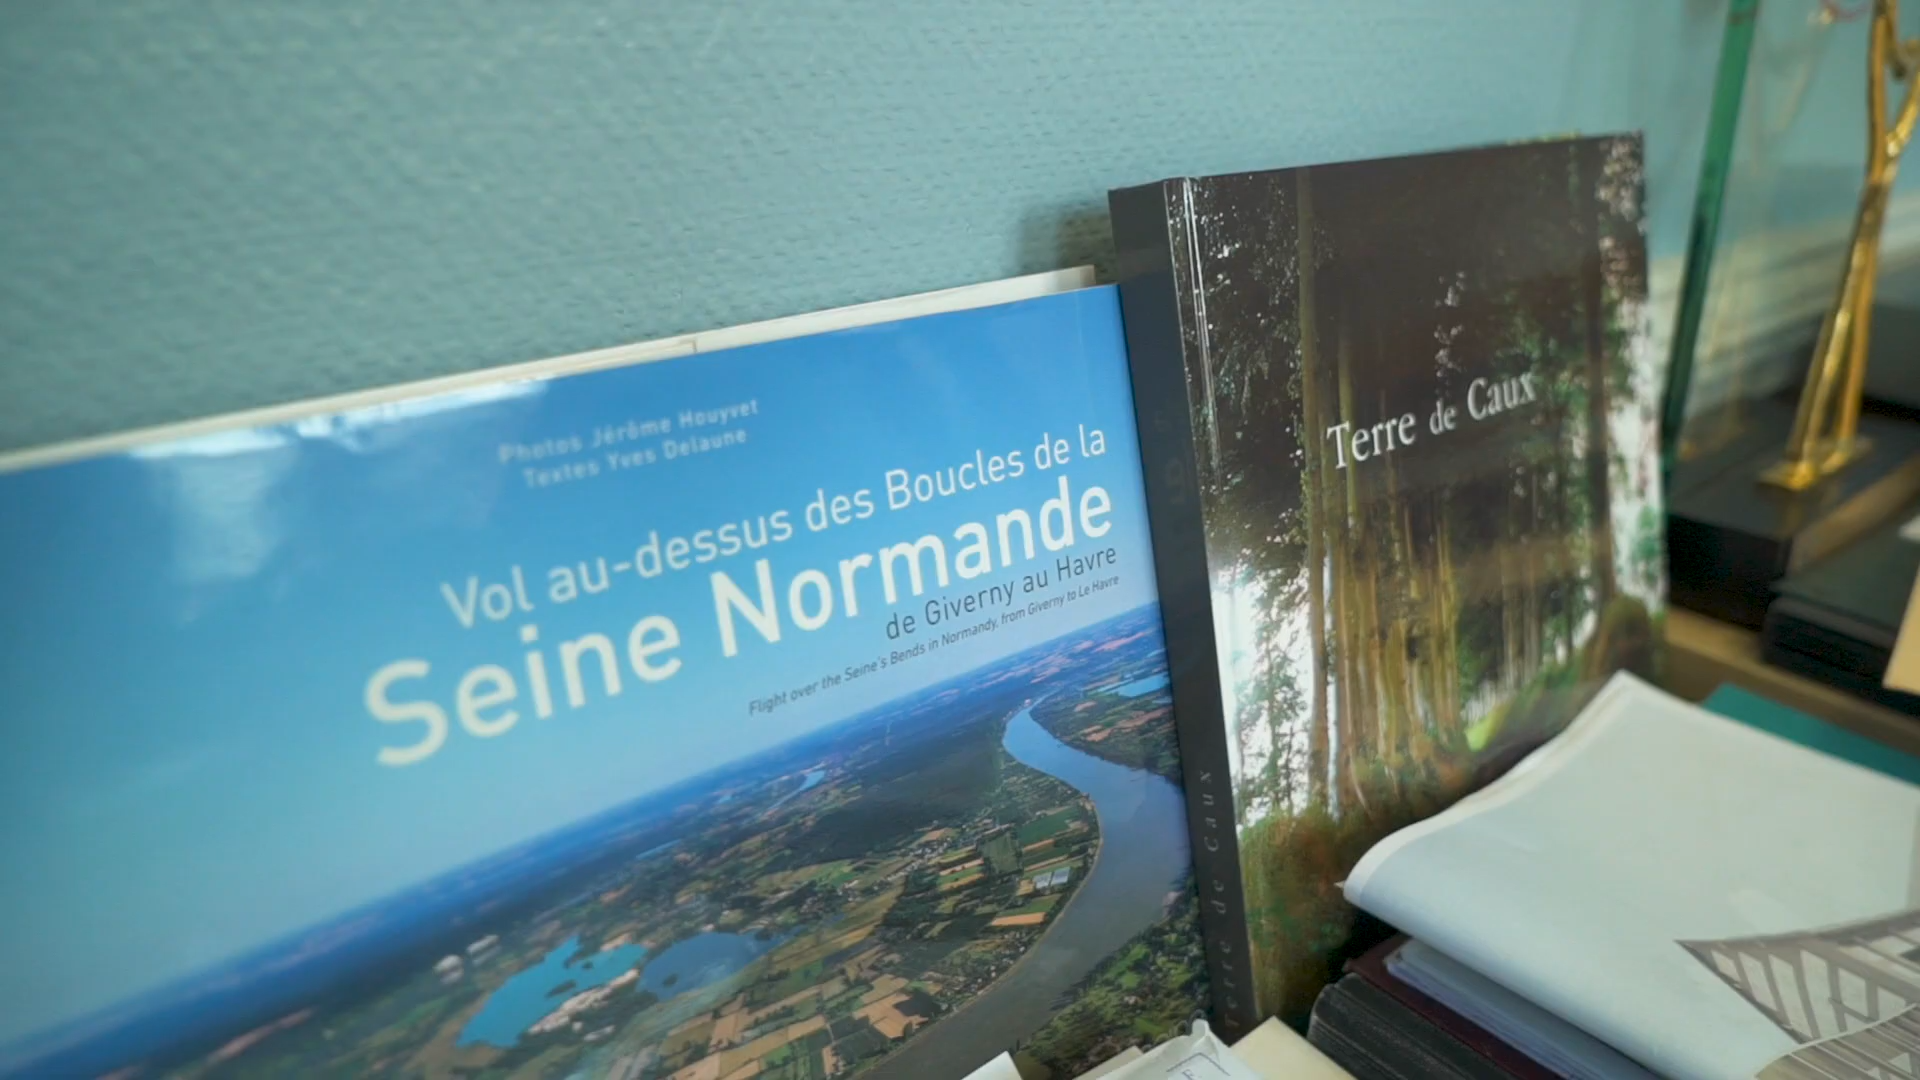 Photos Jérôme Houyvet
Textes Yves Delaune
Vol au-dessus des Boucles de la
Seine Normande
de Giverny au Havre
Flight over the Seine's Bends in Normandy, from Giverny to Le Havre
Terre de Caux
Terre de Caux